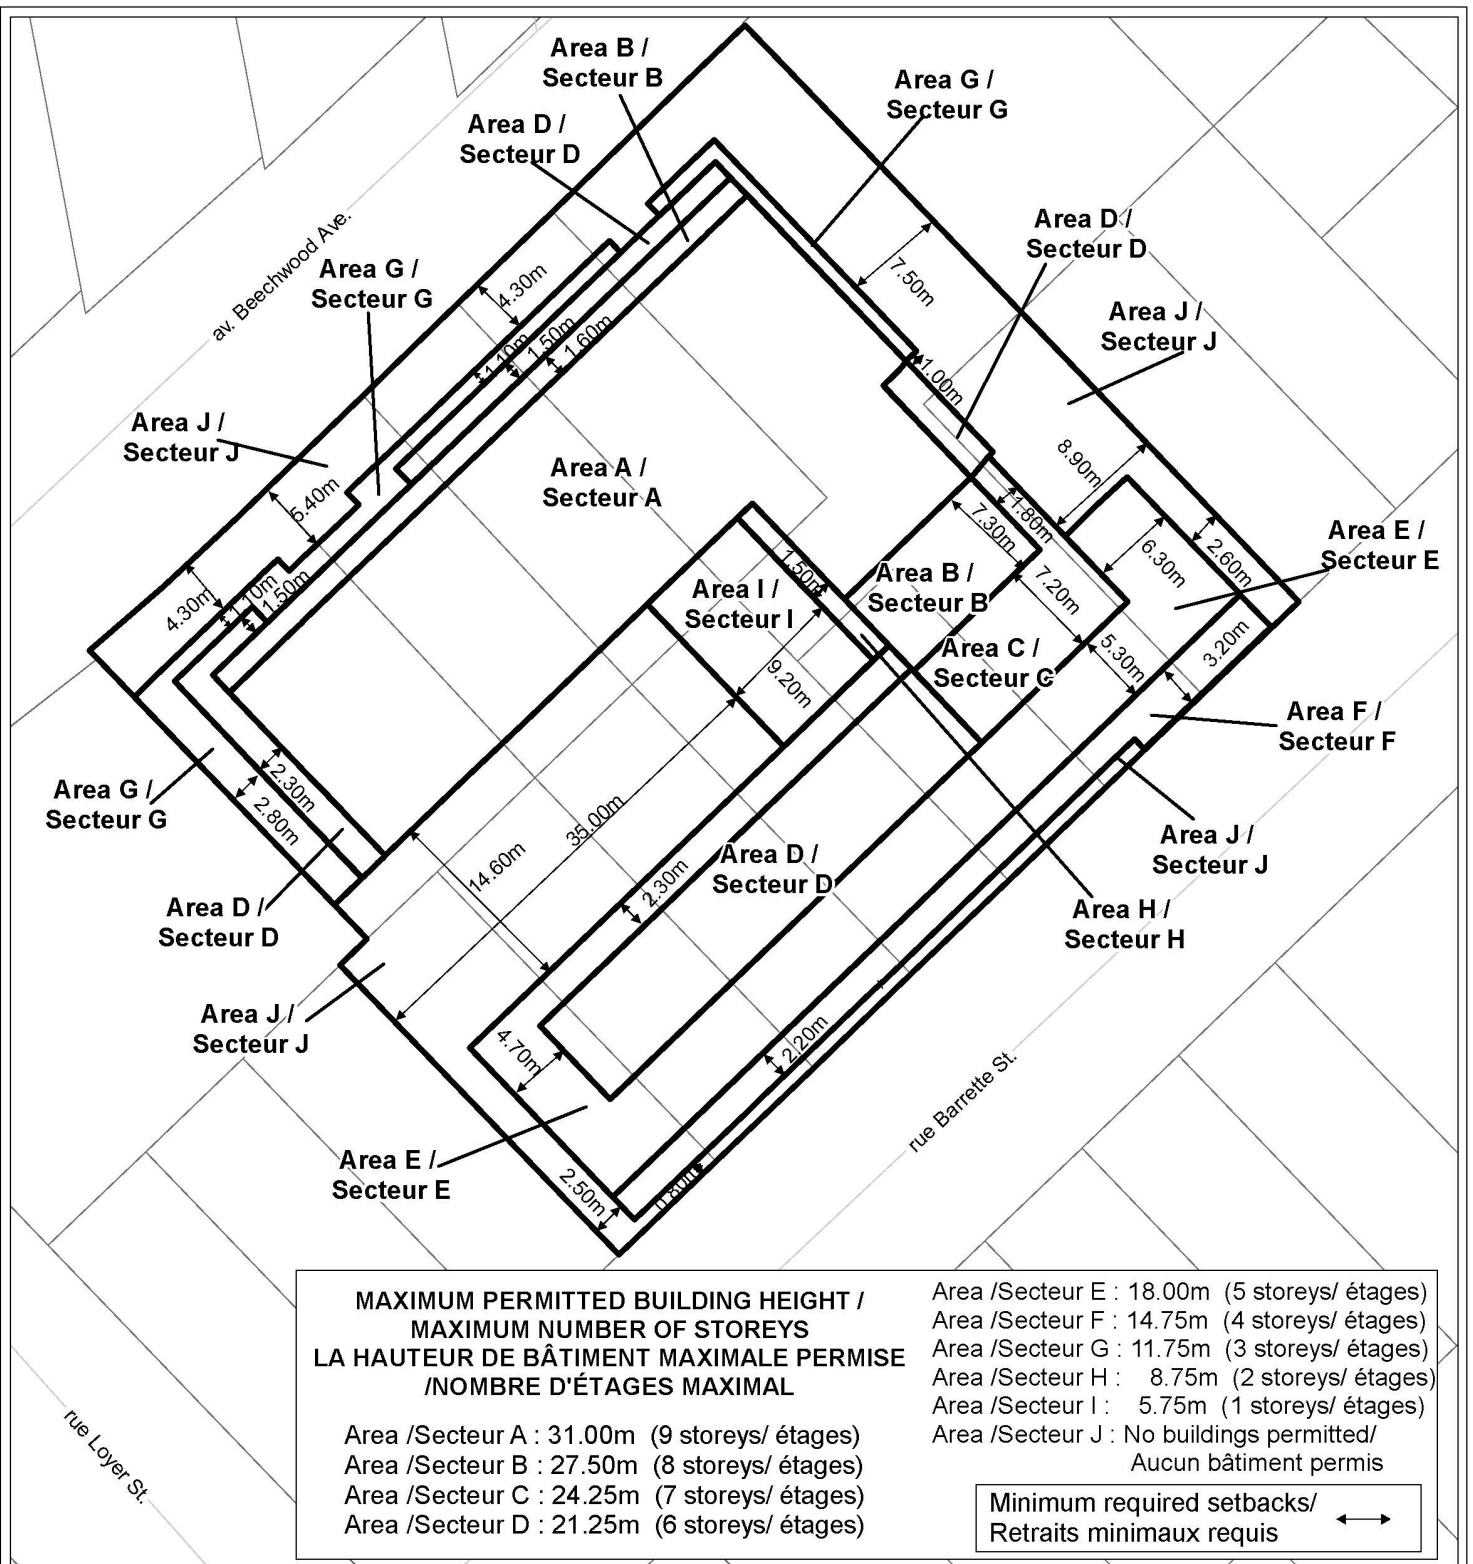 Area B /
Secteur B
Area D /
Secteur D
Area G /
Secteur G
Area D /
Secteur D
Area G /
Secteur G
Area J /
Secteur J
Area J /
Secteur J
av. Beechwood Ave.
4.30m
7.50m
1.10m
1.50m
1.60m
1.00m
5.40m
8.90m
Area A /
Secteur A
4.30m
1.10m
1.50m
7.30m
1.80m
6.30m
2.60m
Area E /
Secteur E
1.50m
Area I /
Secteur I
Area B /
Secteur B
7.20m
Area C /
Secteur C
5.30m
3.20m
9.20m
Area F /
Secteur F
Area G /
Secteur G
2.30m
2.80m
14.60m
35.00m
Area D /
Secteur D
2.30m
Area J /
Secteur J
Area D /
Secteur D
Area H /
Secteur H
Area J /
Secteur J
4.70m
2.20m
rue Barrette St.
Area E /
Secteur E
2.50m
0.80m
rue Loyer St.
MAXIMUM PERMITTED BUILDING HEIGHT /
MAXIMUM NUMBER OF STOREYS
LA HAUTEUR DE BÂTIMENT MAXIMALE PERMISE
/NOMBRE D'ÉTAGES MAXIMAL
Area /Secteur A : 31.00m (9 storeys/ étages)
Area /Secteur B : 27.50m (8 storeys/ étages)
Area /Secteur C : 24.25m (7 storeys/ étages)
Area /Secteur D : 21.25m (6 storeys/ étages)
Area /Secteur E : 18.00m (5 storeys/ étages)
Area /Secteur F : 14.75m (4 storeys/ étages)
Area /Secteur G : 11.75m (3 storeys/ étages)
Area /Secteur H : 8.75m (2 storeys/ étages)
Area /Secteur I : 5.75m (1 storeys/ étages)
Area /Secteur J : No buildings permitted/
Aucun bâtiment permis
Minimum required setbacks/
Retraits minimaux requis